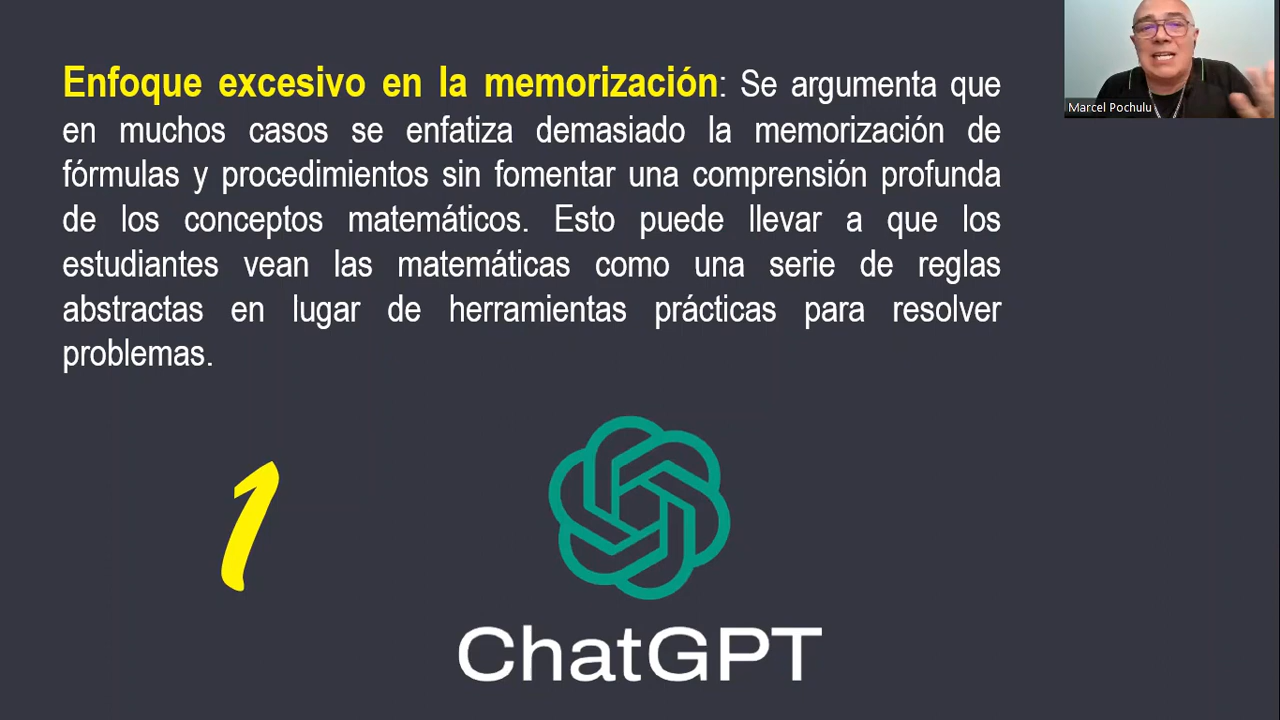 Enfoque excesivo en la memorización: Se argumenta que
en muchos casos se enfatiza demasiado la memorización de
fórmulas y procedimientos sin fomentar una comprensión profunda
de los conceptos matemáticos. Esto puede llevar a que los
estudiantes vean las matemáticas como una serie de reglas
abstractas en lugar de herramientas prácticas para resolver
problemas.
Marcel Pochulu
1
ChatGPT